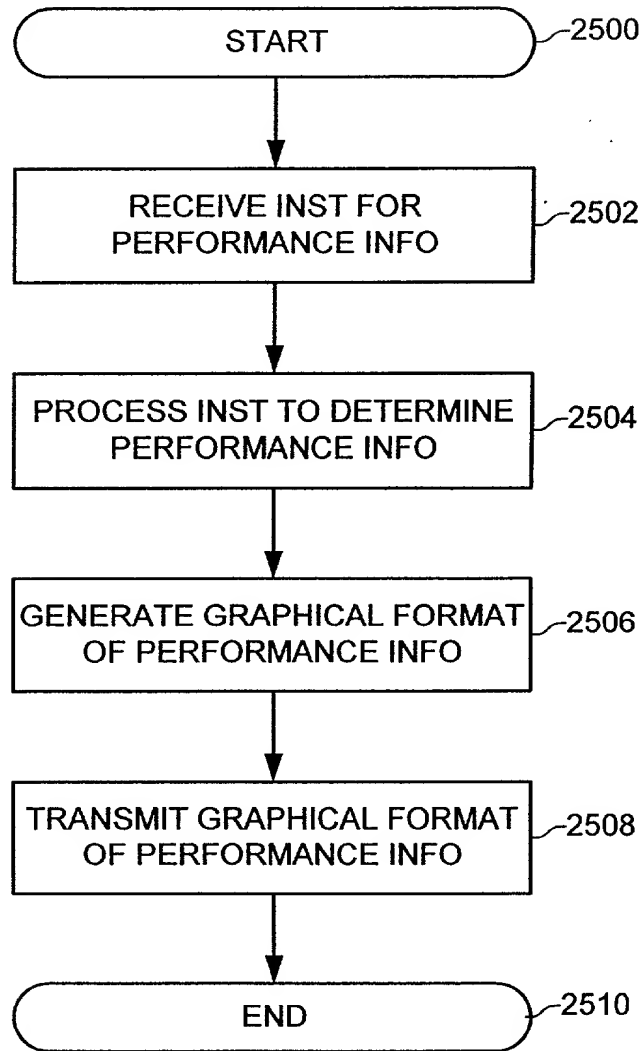 START
2500
RECEIVE INST FOR
PERFORMANCE INFO
2502
PROCESS INST TO DETERMINE
PERFORMANCE INFO
2504
GENERATE GRAPHICAL FORMAT
OF PERFORMANCE INFO
2506
TRANSMIT GRAPHICAL FORMAT
OF PERFORMANCE INFO
2508
END
2510